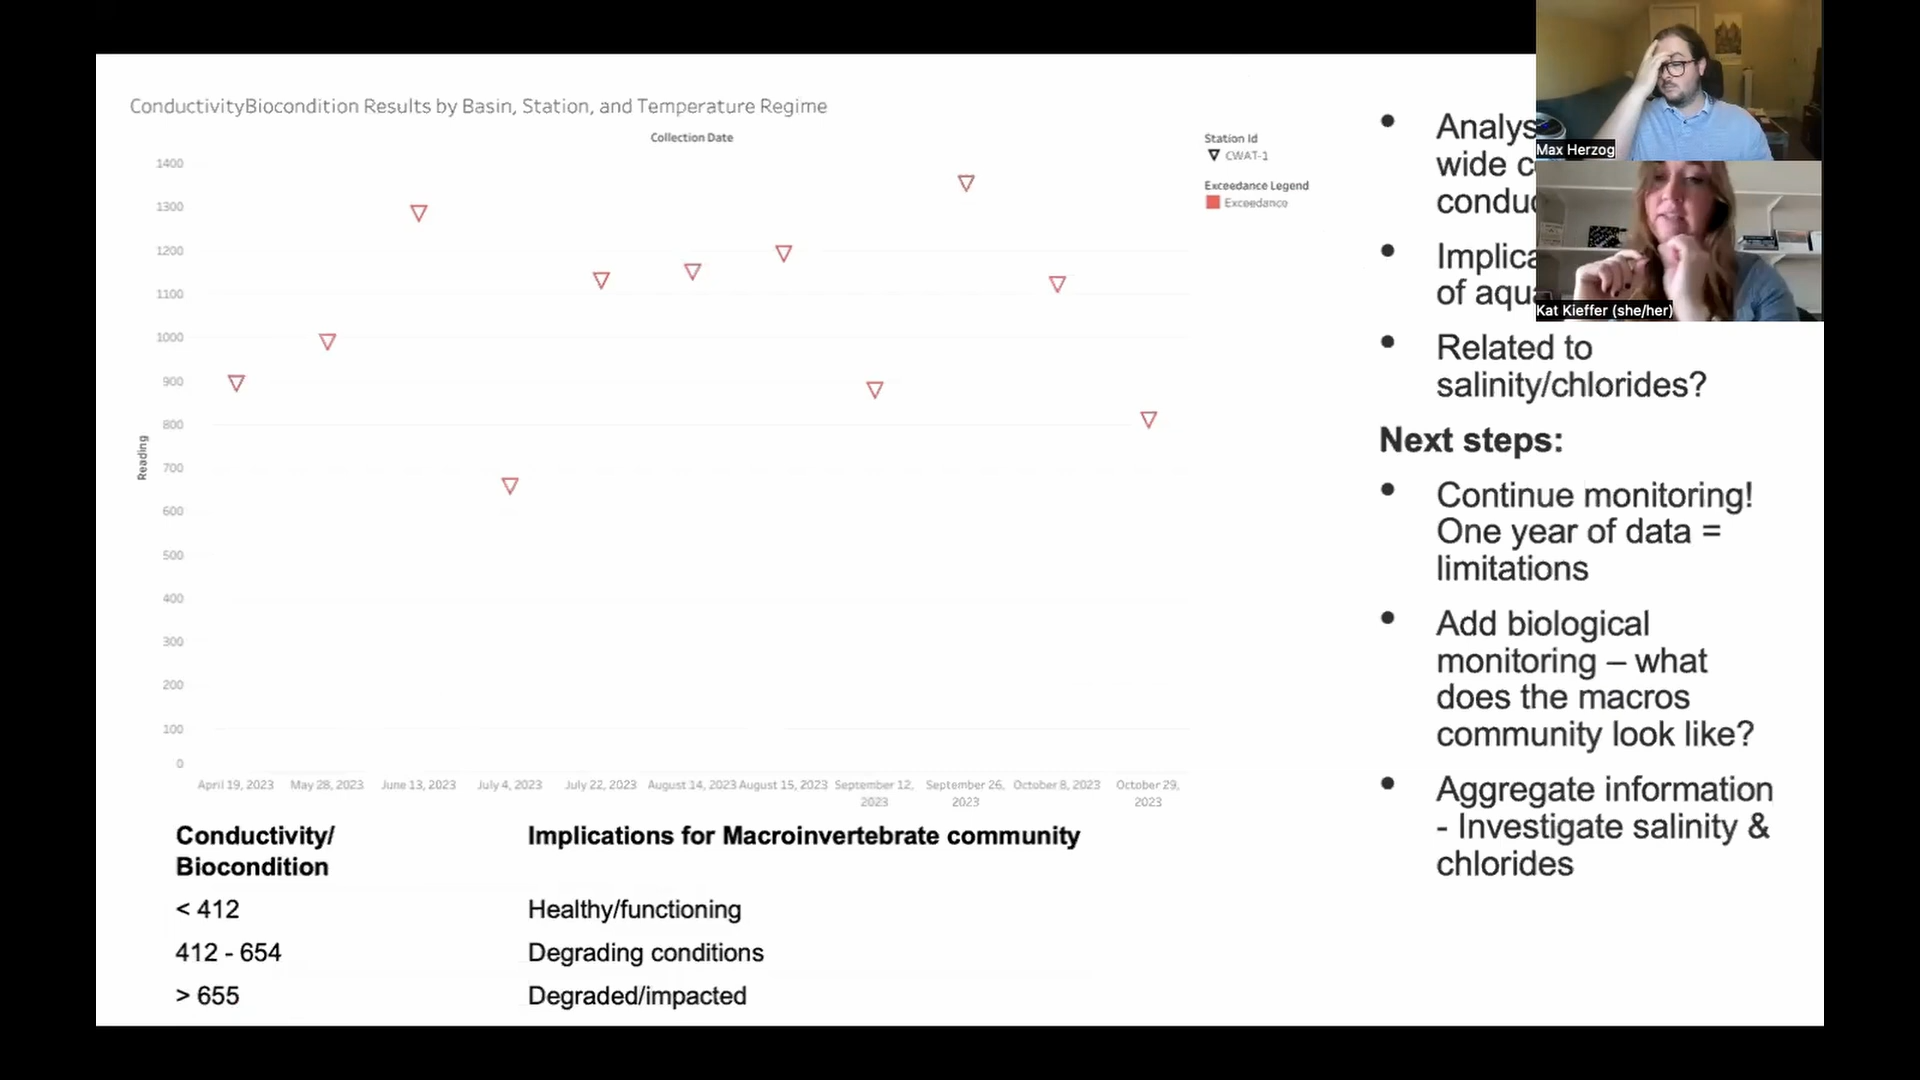 ConductivityBiocondition Results by Basin, Station, and Temperature Regime
Collection Date
Reading
1400
1300
1200
1100
1000
900
800
700
600
500
400
300
200
100
0
April 19, 2023 May 28, 2023 June 13, 2023 July 4, 2023 July 22, 2023 August 14, 2023 August 15, 2023 September 12, September 26, October 8, 2023 October 29,
2023 2023 2023
Station Id
CWAT-1
Exceedance Legend
Exceedance
Conductivity/ Implications for Macroinvertebrate community
Biocondition
< 412 Healthy/functioning
412 - 654 Degrading conditions
> 655 Degraded/impacted
• Analys
wide c
conduc
• Implica
of aqua
• Related to
salinity/chlorides?
Next steps:
• Continue monitoring!
One year of data =
limitations
• Add biological
monitoring – what
does the macros
community look like?
• Aggregate information
- Investigate salinity &
chlorides
Max Herzog
Kat Kieffer (she/her)